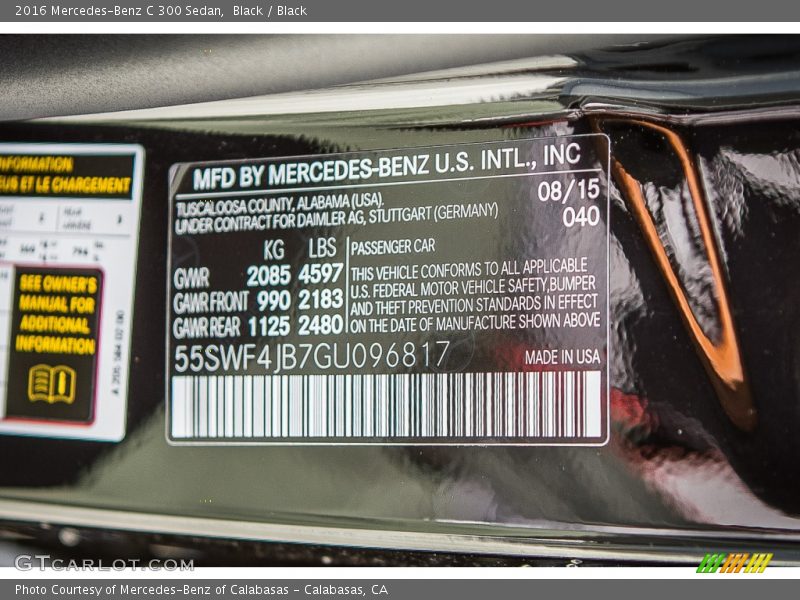 2016 Mercedes-Benz C 300 Sedan,  Black / Black
MFD BY MERCEDES-BENZ U.S. INTL., INC
TUSCALOOSA COUNTY, ALABAMA (USA).
08/15
UNDER CONTRACT FOR DAIMLER AG, STUTTGART (GERMANY)
040
KG LBS PASSENGER CAR
GVWR 2085 4597
GAWR FRONT 990 2183
GAWR REAR 1125 2480
THIS VEHICLE CONFORMS TO ALL APPLICABLE
U.S. FEDERAL MOTOR VEHICLE SAFETY, BUMPER
AND THEFT PREVENTION STANDARDS IN EFFECT
ON THE DATE OF MANUFACTURE SHOWN ABOVE
55SWF4JB7GU096817
MADE IN USA
NFORMATION
EUS ET LE CHARGEMENT
SEE OWNER'S
MANUAL FOR
ADDITIONAL
INFORMATION
GTCARLOT.COM
Photo Courtesy of Mercedes-Benz of Calabasas - Calabasas, CA